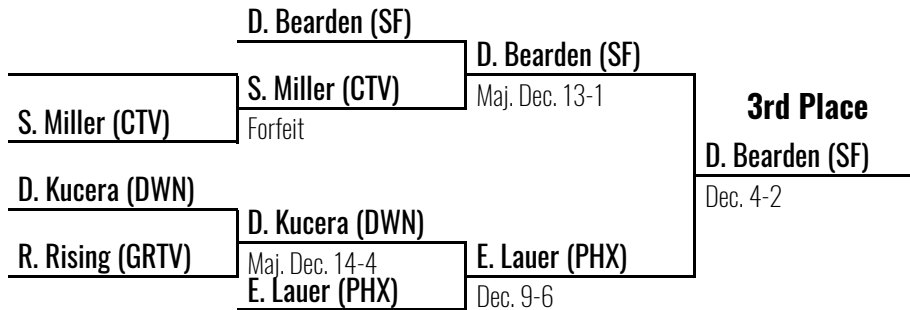 D. Bearden (SF)
D. Bearden (SF)
S. Miller (CTV)
Maj. Dec. 13-1
3rd Place
S. Miller (CTV)
Forfeit
D. Bearden (SF)
D. Kucera (DWN)
Dec. 4-2
D. Kucera (DWN)
R. Rising (GRTV)
Maj. Dec. 14-4
E. Lauer (PHX)
E. Lauer (PHX)
Dec. 9-6